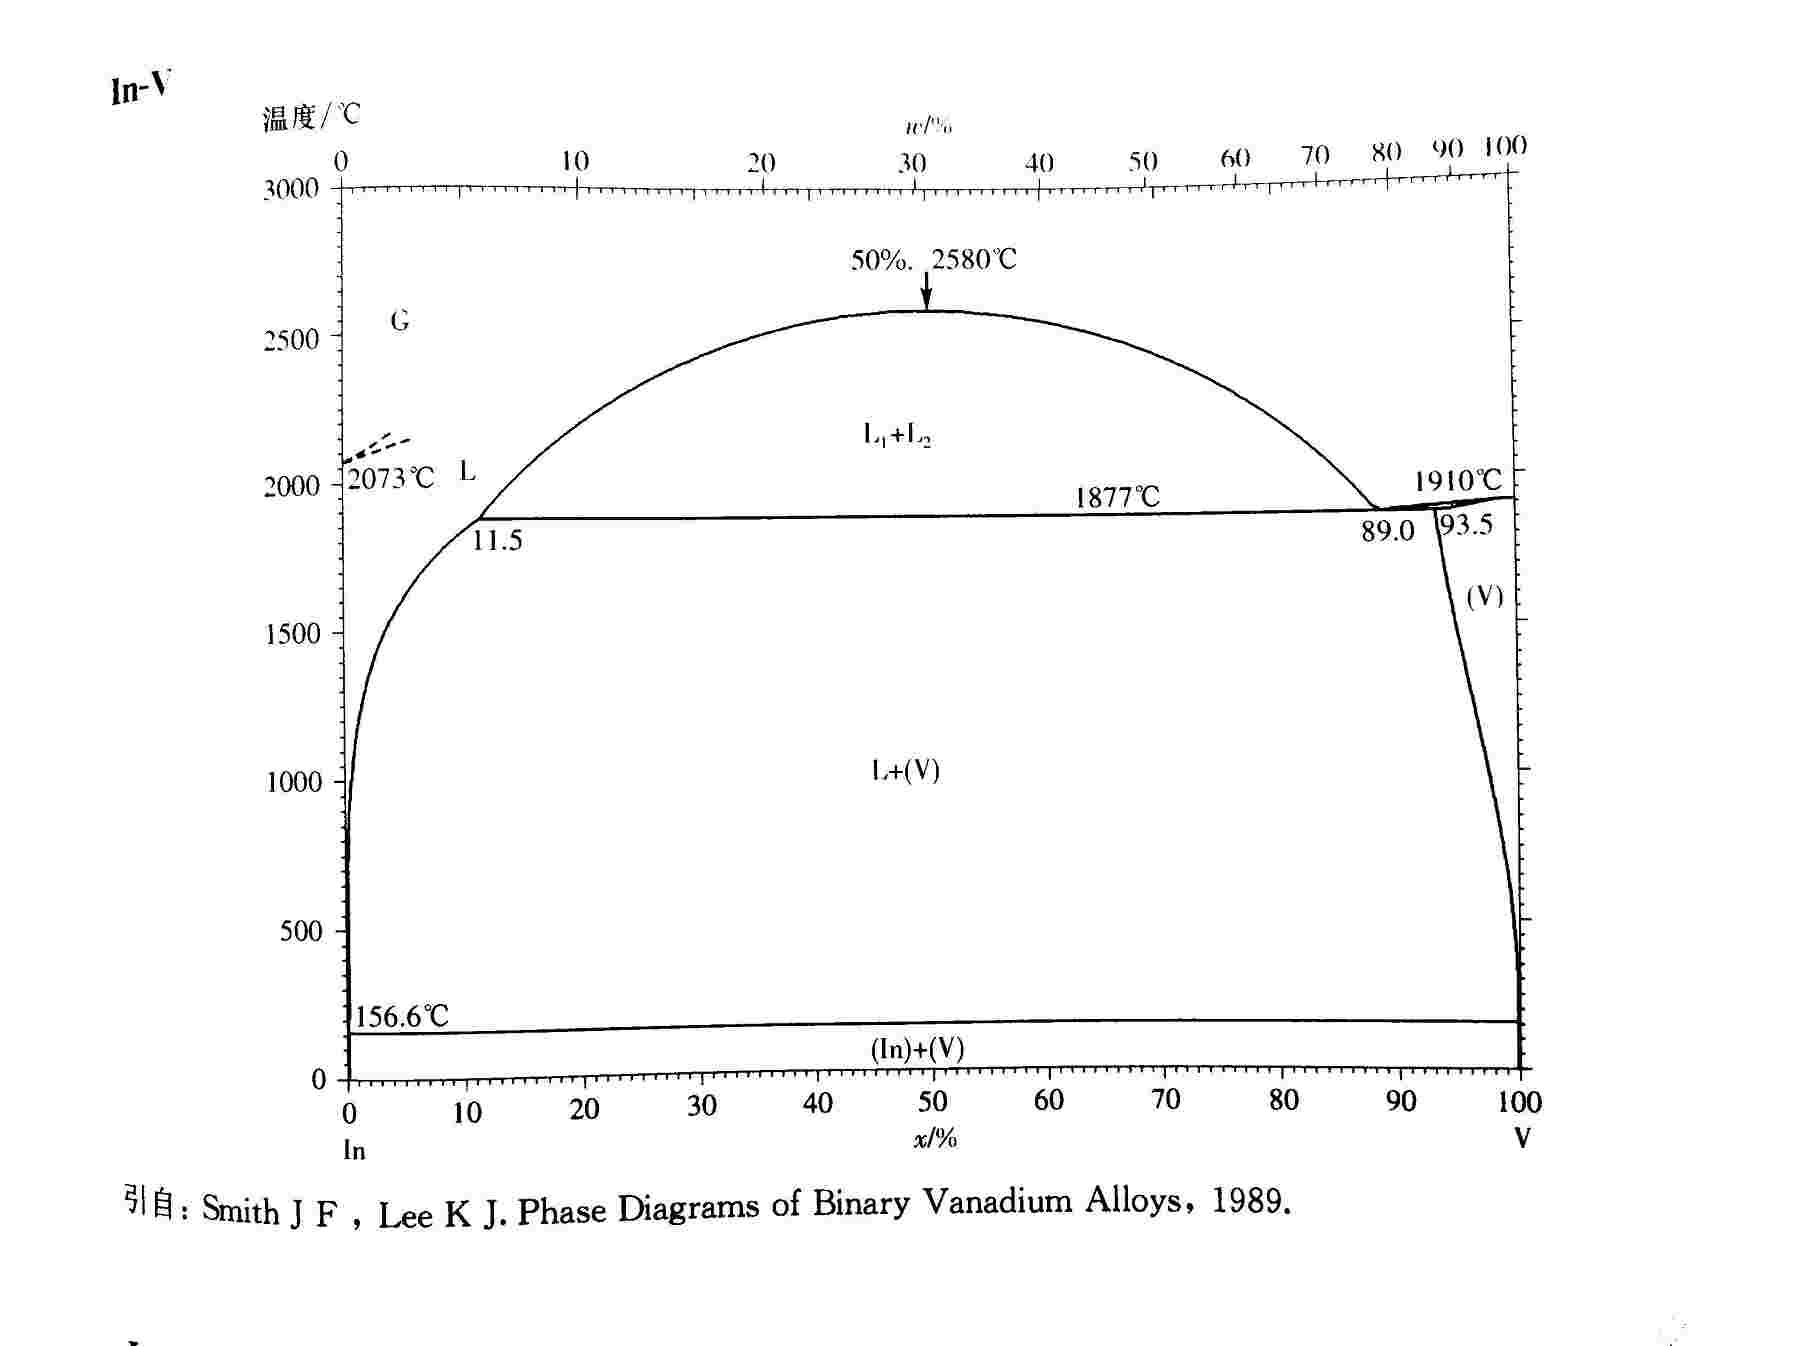 In-V
温度/℃
w/%
0 10 20 30 40 50 60 70 80 90 100
3000
50%. 2580℃
G
2500
L₁+L₂
2073℃ L
1910℃
2000
1877℃
11.5
89.0 93.5
(V)
1500
L+(V)
1000
500
156.6℃
(In)+(V)
0
0 10 20 30 40 50 60 70 80 90 100
In x/% V
引自: Smith J F, Lee K J. Phase Diagrams of Binary Vanadium Alloys, 1989.